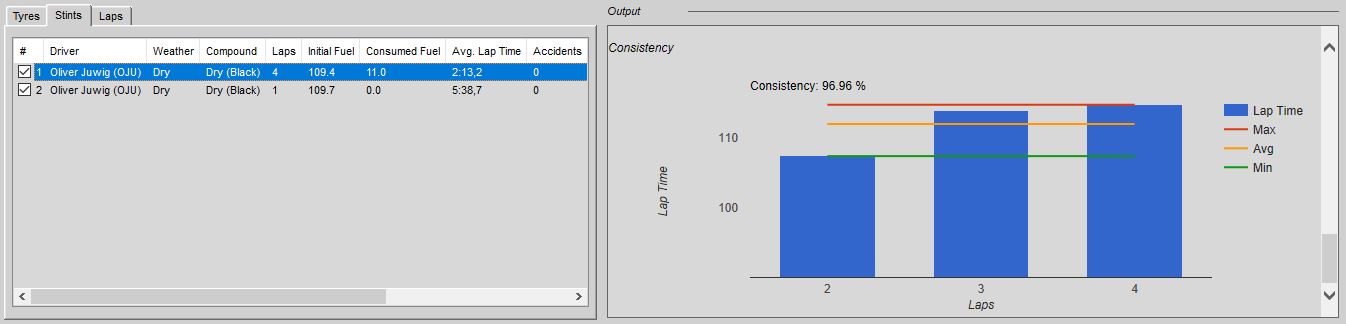 Tyres Stints Laps
# Driver Weather Compound Laps Initial Fuel Consumed Fuel Avg. Lap Time Accidents
1 Oliver Juwig (OJU) Dry Dry (Black) 4 109.4 11.0 2:13,2 0
2 Oliver Juwig (OJU) Dry Dry (Black) 1 109.7 0.0 5:38,7 0
Output
Consistency
Consistency: 96.96 %
110
100
Lap Time
2 3 4
Laps
Lap Time
Max
Avg
Min